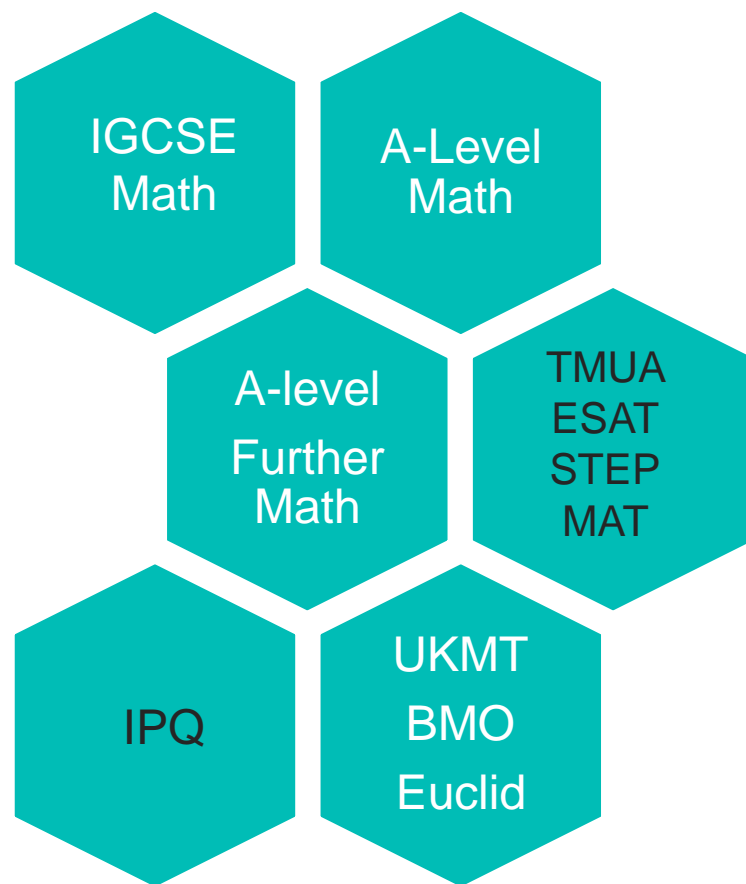 IGCSE
Math
A-Level
Math
A-level
Further
Math
TMUA
ESAT
STEP
MAT
IPQ
UKMT
BMO
Euclid